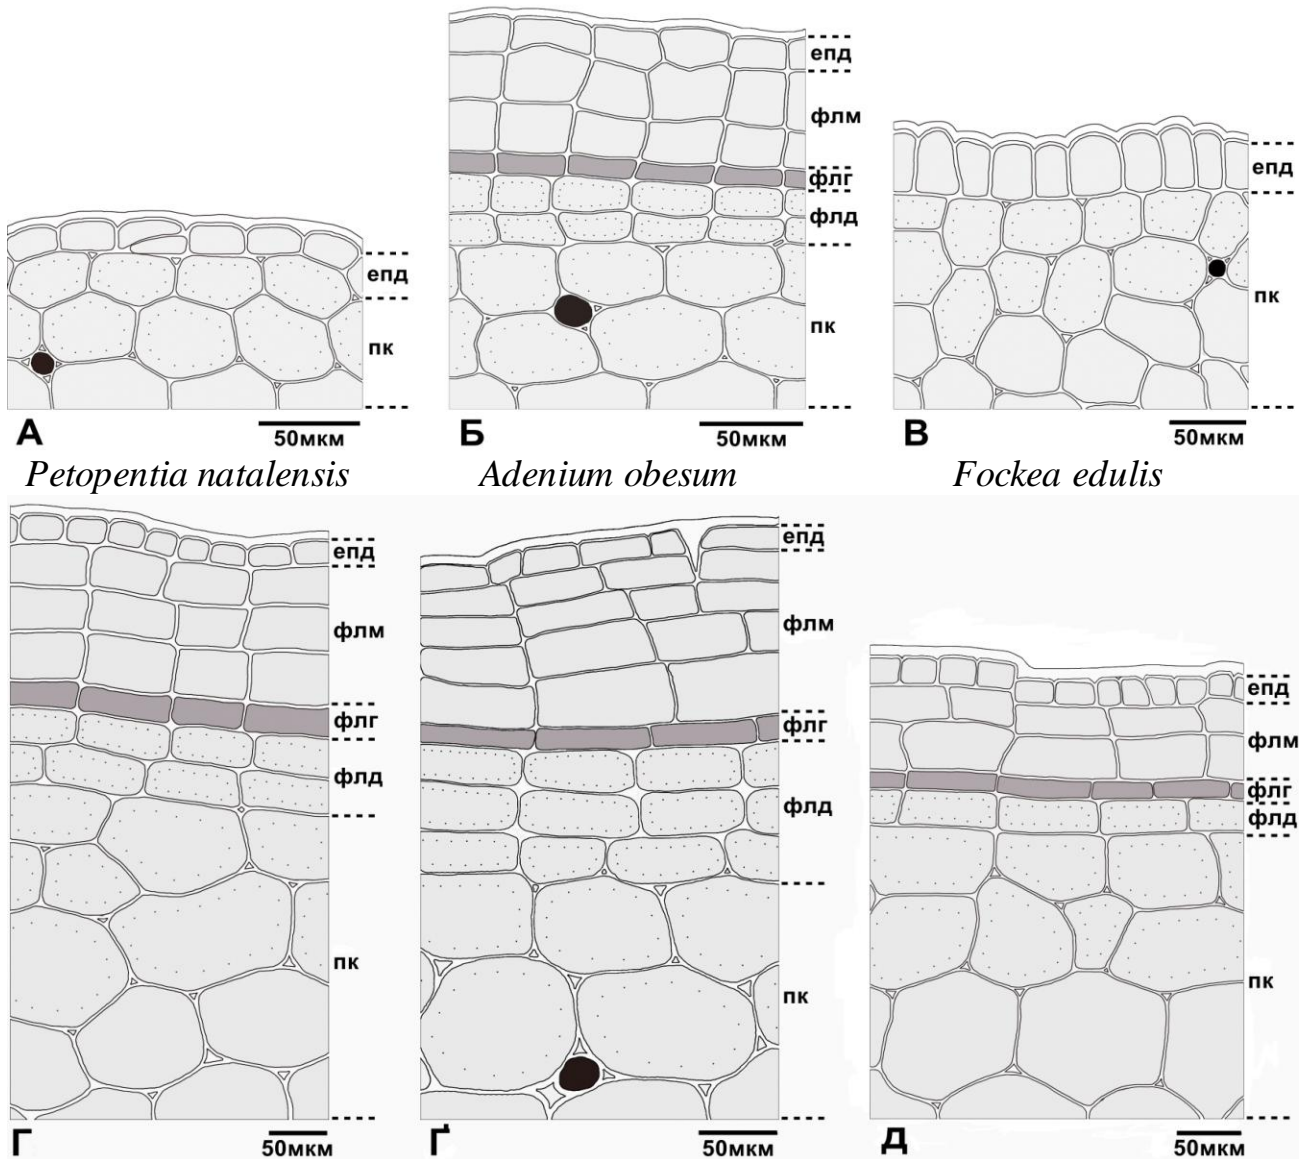 епд
флм
флг
флд
пк
Б
50мкм
Adenium obesum
епд
пк
А
50мкм
Petopentia natalensis
епд
пк
В
50мкм
Fockea edulis
епд
флм
флг
флд
пк
Г
50мкм
епд
флм
флг
флд
пк
Ґ
50мкм
епд
флм
флг
флд
пк
Д
50мкм